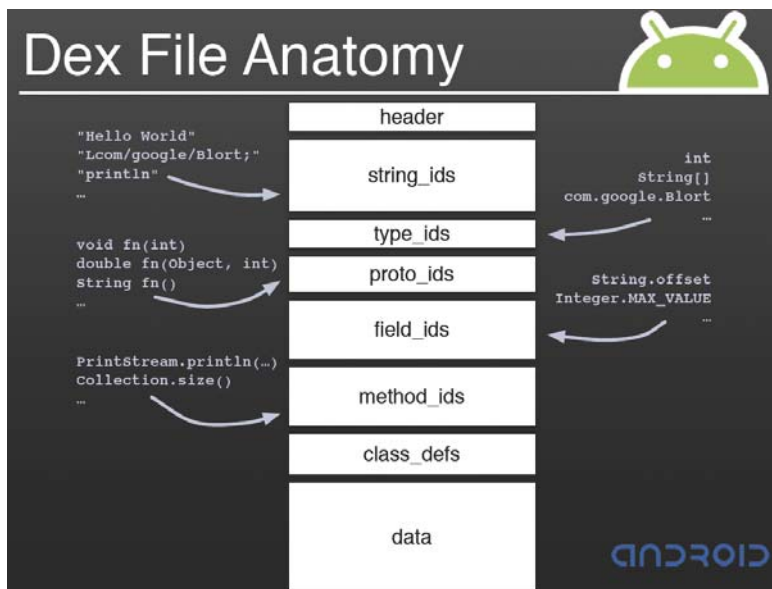 Dex File Anatomy
header
"Hello World"
"Lcom/google/Blort;"
"println"
…
string_ids
int
String[]
com.google.Blort
…
type_ids
void fn(int)
double fn(Object, int)
String fn()
…
proto_ids
String.offset
Integer.MAX_VALUE
…
field_ids
PrintStream.println(…)
Collection.size()
…
method_ids
class_defs
data
ANDROID